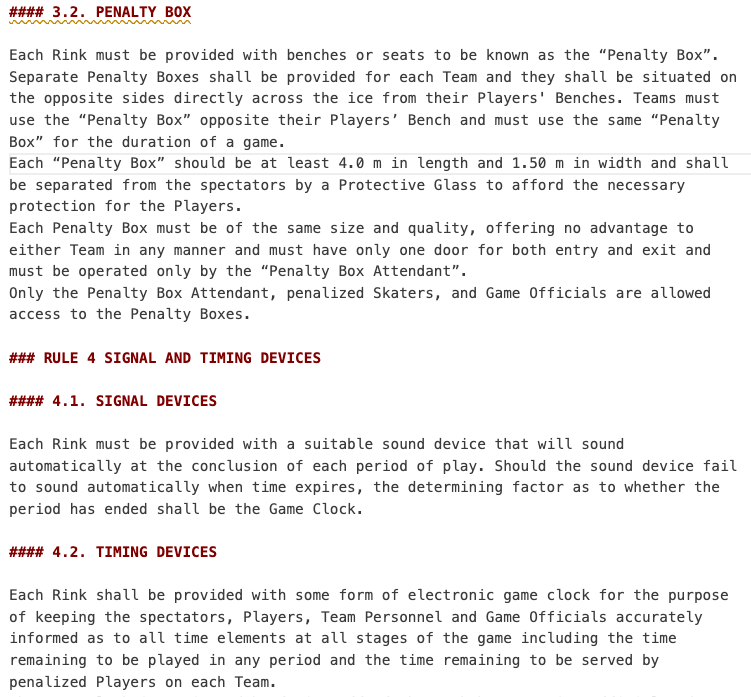 #### 3.2. PENALTY BOX
Each Rink must be provided with benches or seats to be known as the “Penalty Box”.
Separate Penalty Boxes shall be provided for each Team and they shall be situated on
the opposite sides directly across the ice from their Players' Benches. Teams must
use the “Penalty Box” opposite their Players’ Bench and must use the same “Penalty
Box” for the duration of a game.
Each “Penalty Box” should be at least 4.0 m in length and 1.50 m in width and shall
be separated from the spectators by a Protective Glass to afford the necessary
protection for the Players.
Each Penalty Box must be of the same size and quality, offering no advantage to
either Team in any manner and must have only one door for both entry and exit and
must be operated only by the “Penalty Box Attendant”.
Only the Penalty Box Attendant, penalized Skaters, and Game Officials are allowed
access to the Penalty Boxes.
### RULE 4 SIGNAL AND TIMING DEVICES
#### 4.1. SIGNAL DEVICES
Each Rink must be provided with a suitable sound device that will sound
automatically at the conclusion of each period of play. Should the sound device fail
to sound automatically when time expires, the determining factor as to whether the
period has ended shall be the Game Clock.
#### 4.2. TIMING DEVICES
Each Rink shall be provided with some form of electronic game clock for the purpose
of keeping the spectators, Players, Team Personnel and Game Officials accurately
informed as to all time elements at all stages of the game including the time
remaining to be played in any period and the time remaining to be served by
penalized Players on each Team.